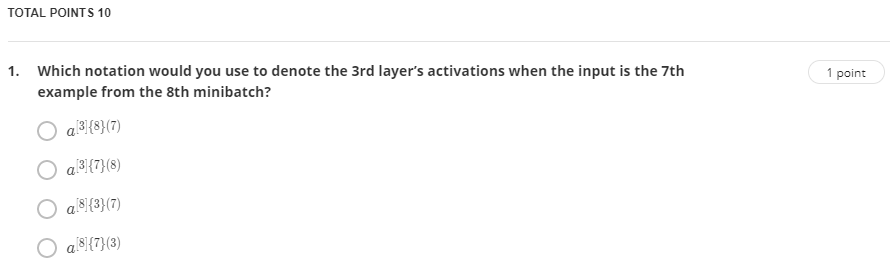 TOTAL POINTS 10
1. Which notation would you use to denote the 3rd layer’s activations when the input is the 7th
example from the 8th minibatch?
1 point
a^[3]{8}(7)
a^[3]{7}(8)
a^[8]{3}(7)
a^[8]{7}(3)